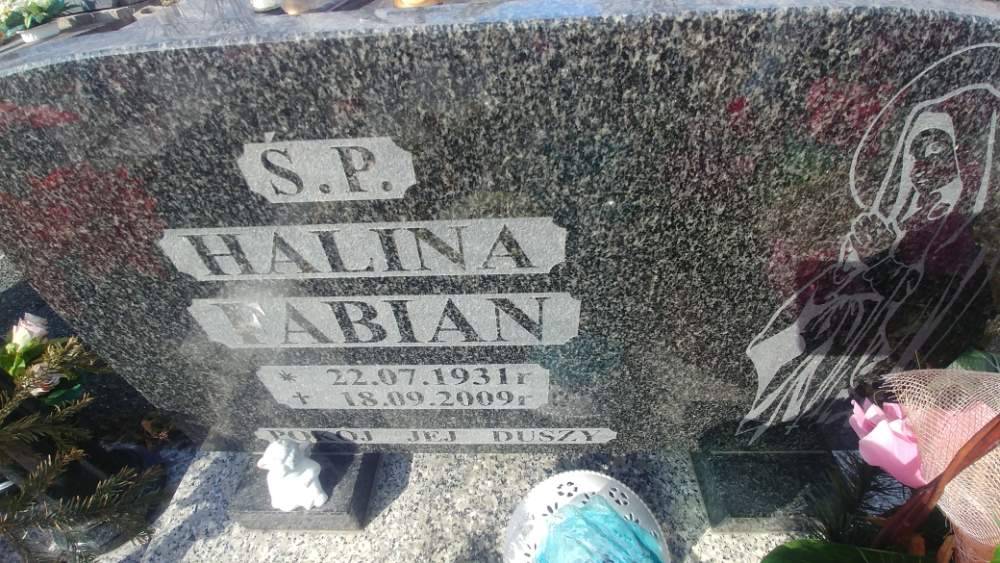 Ś.P.
HALINA
FABIAN
* 22.07.1931r
+ 18.09.2009r
POKÓJ JEJ DUSZY